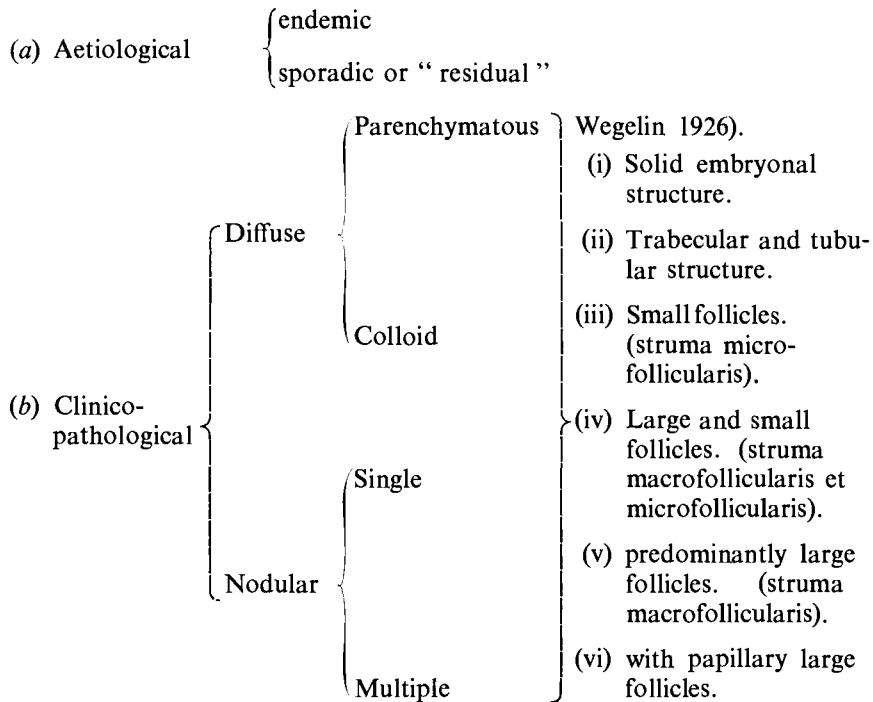 (a) Aetiological
endemic
sporadic or “ residual ”
(b) Clinico-
pathological
Diffuse
Parenchymatous
Colloid
Nodular
Single
Multiple
Wegelin 1926).
(i) Solid embryonal
structure.
(ii) Trabecular and tubu-
lar structure.
(iii) Small follicles.
(struma micro-
follicularis).
(iv) Large and small
follicles. (struma
macrofollicularis et
microfollicularis).
(v) predominantly large
follicles. (struma
macrofollicularis).
(vi) with papillary large
follicles.